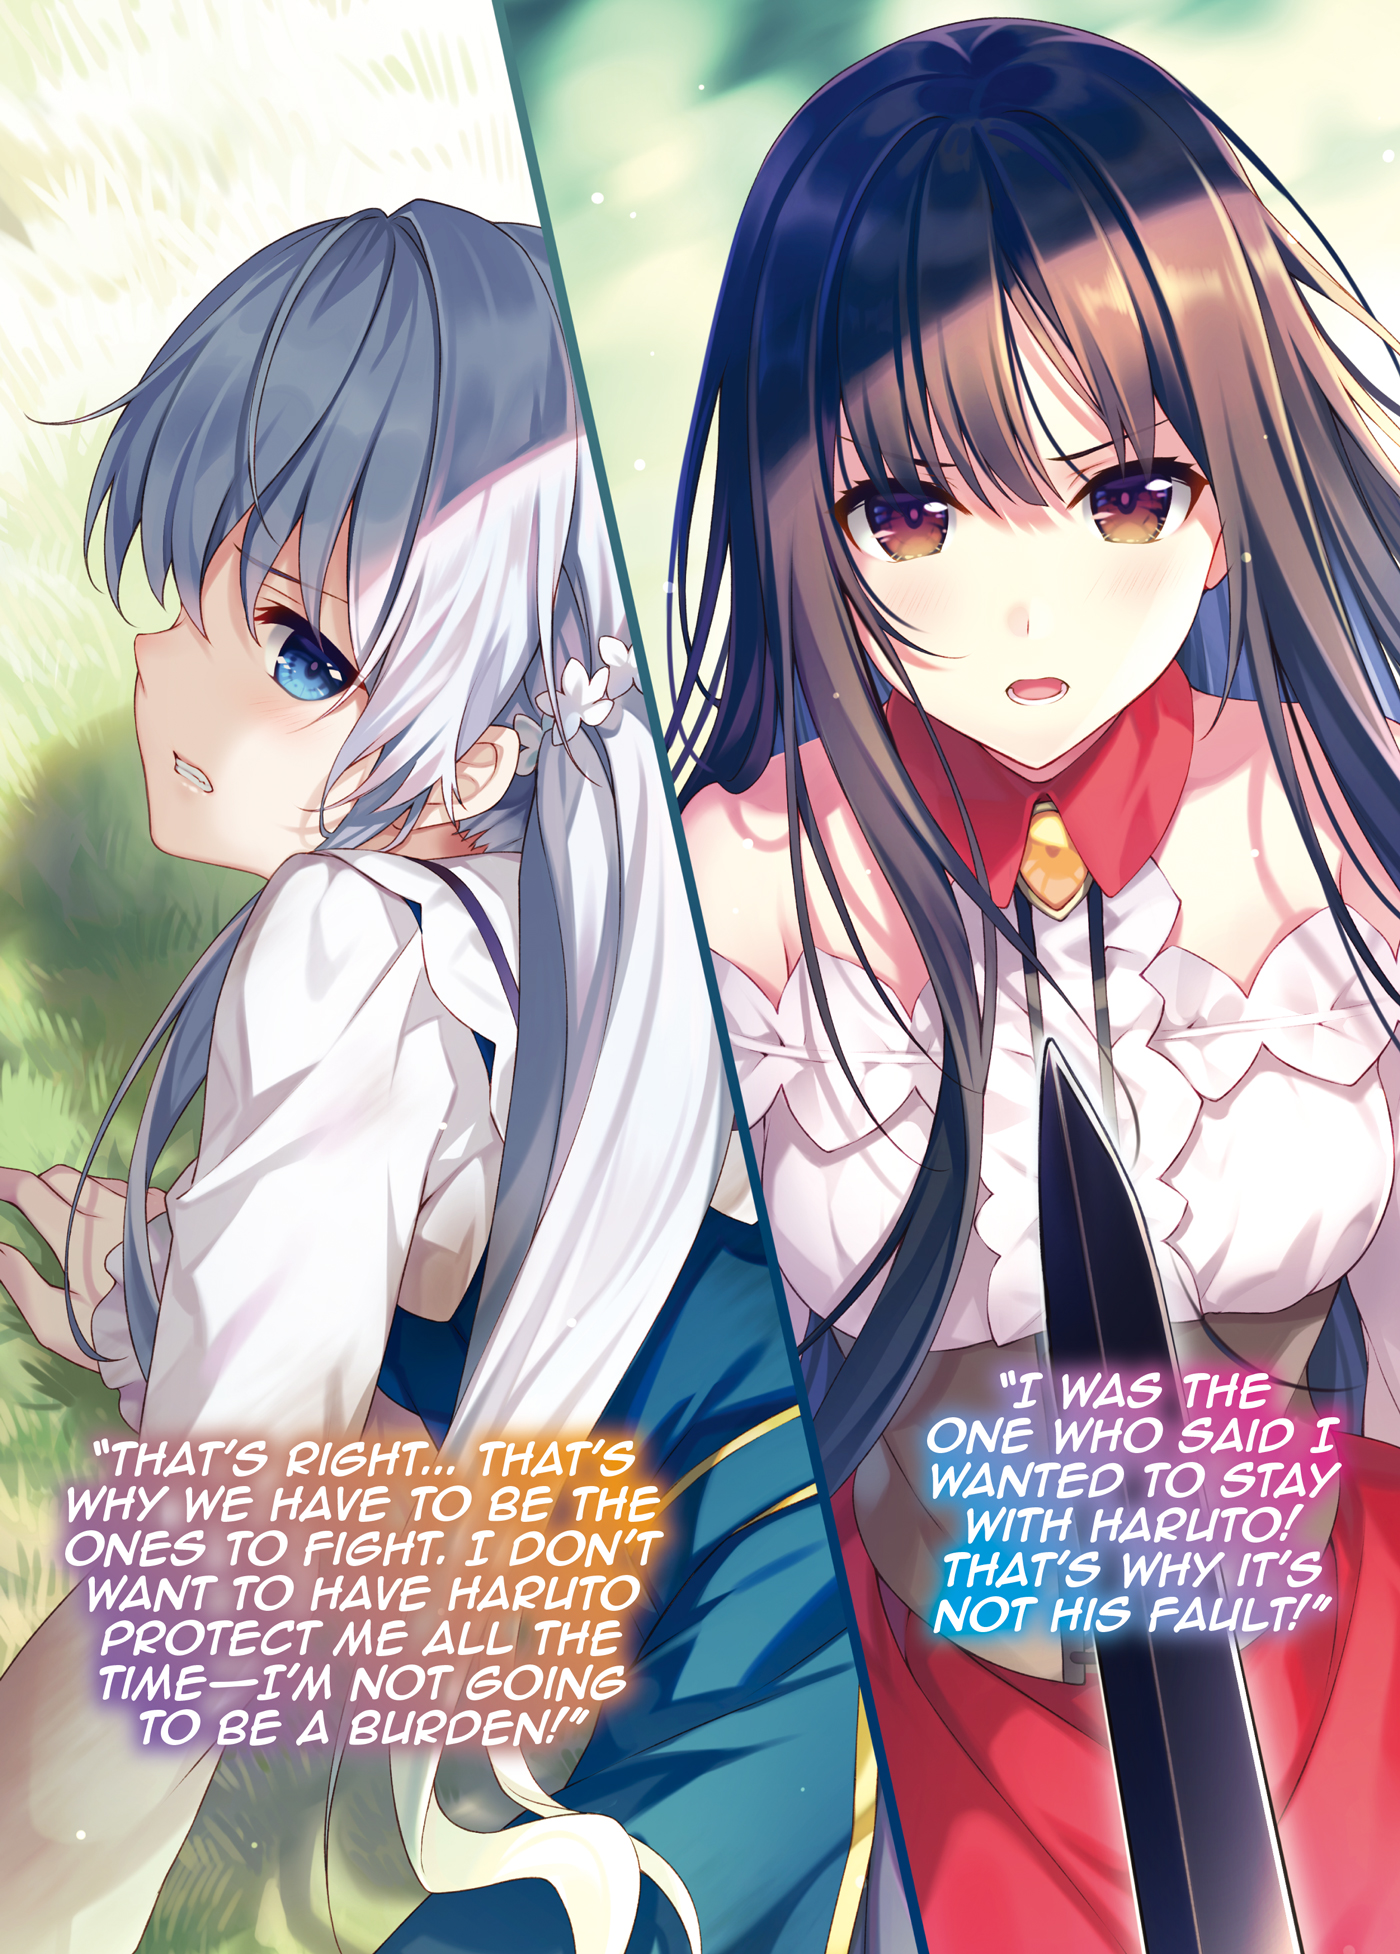 "THAT'S RIGHT... THAT'S
WHY WE HAVE TO BE THE
ONES TO FIGHT. I DON'T
WANT TO HAVE HARUTO
PROTECT ME ALL THE
TIME—I'M NOT GOING
TO BE A BURDEN!"
"I WAS THE
ONE WHO SAID I
WANTED TO STAY
WITH HARUTO!
THAT'S WHY IT'S
NOT HIS FAULT!"